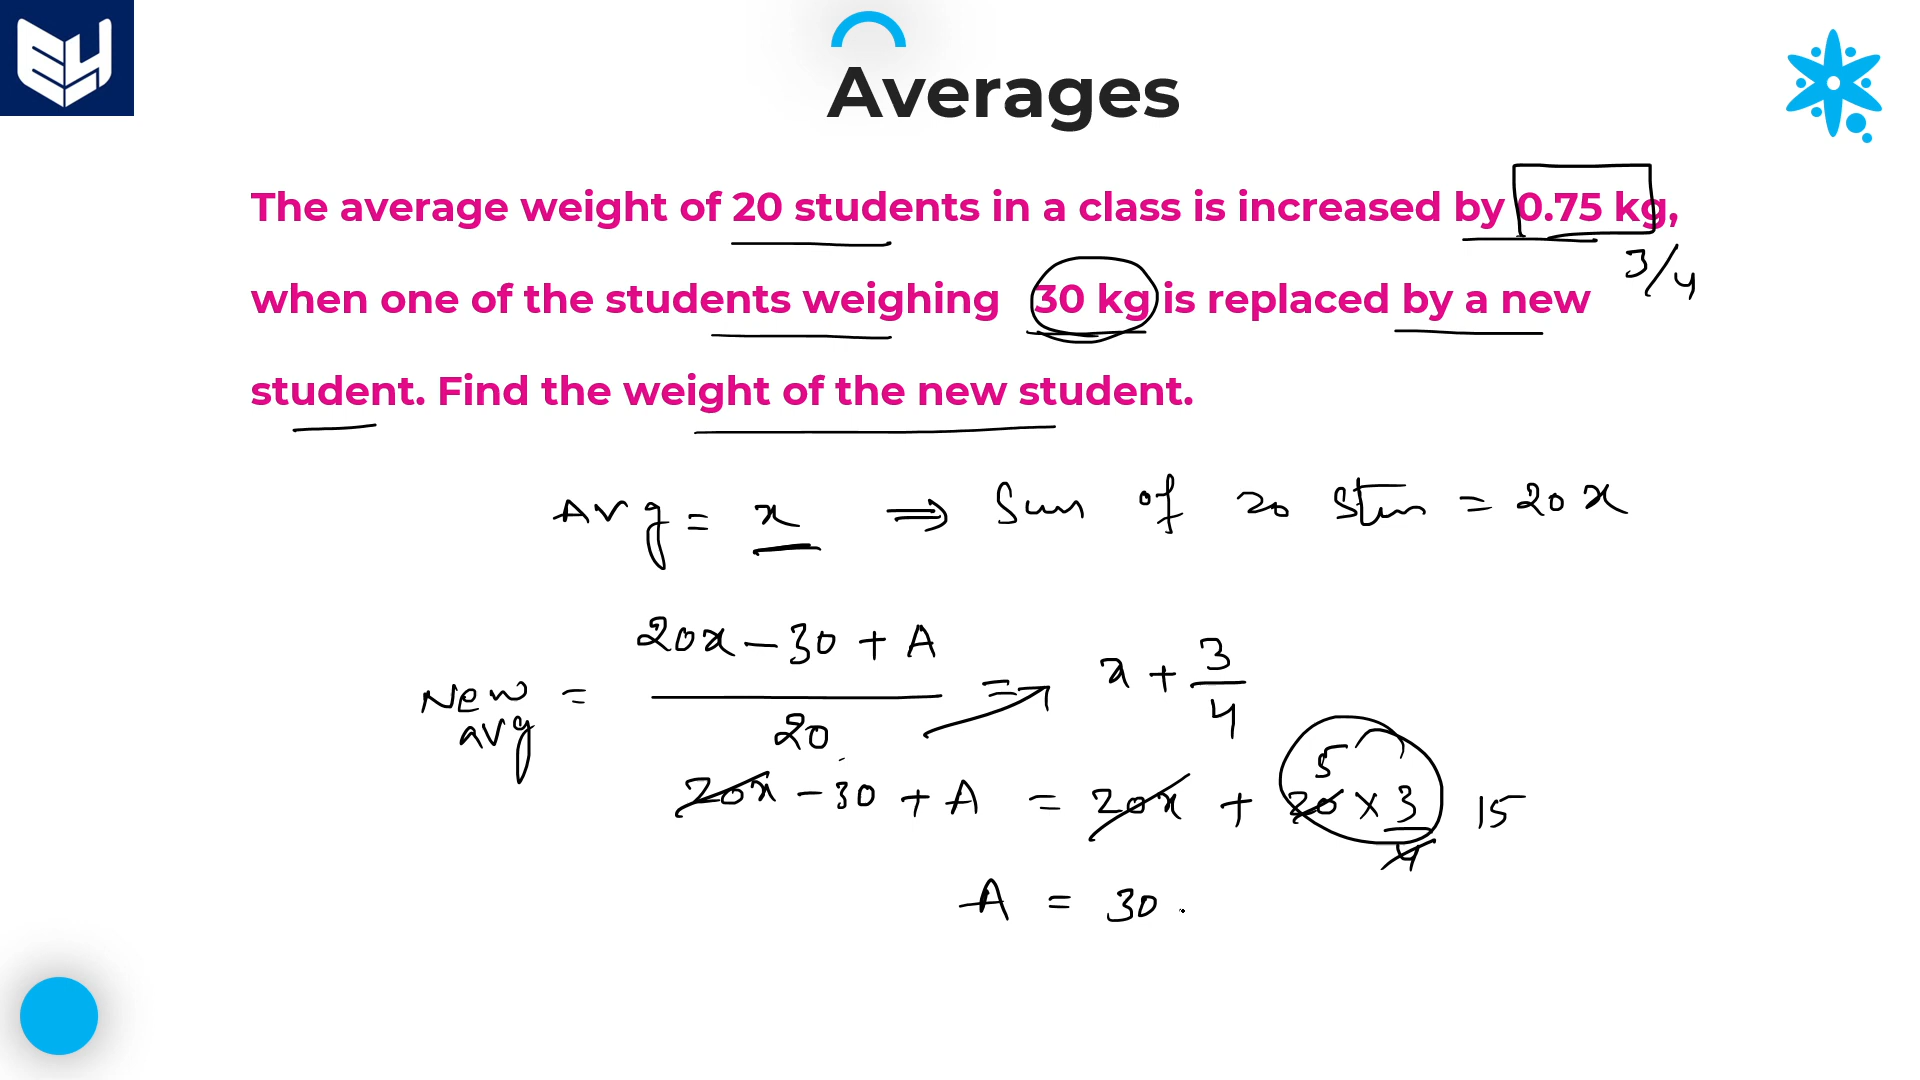 Averages
The average weight of 20 students in a class is increased by 0.75 kg,
3/4
when one of the students weighing 30 kg is replaced by a new
student. Find the weight of the new student.
Avg = x ⇒ Sum of 20 = 20x
New avg = 20x - 30 + A / 20 = x + 3/4
20x - 30 + A = 20x + 20 × 3/4 15
5
A = 30.